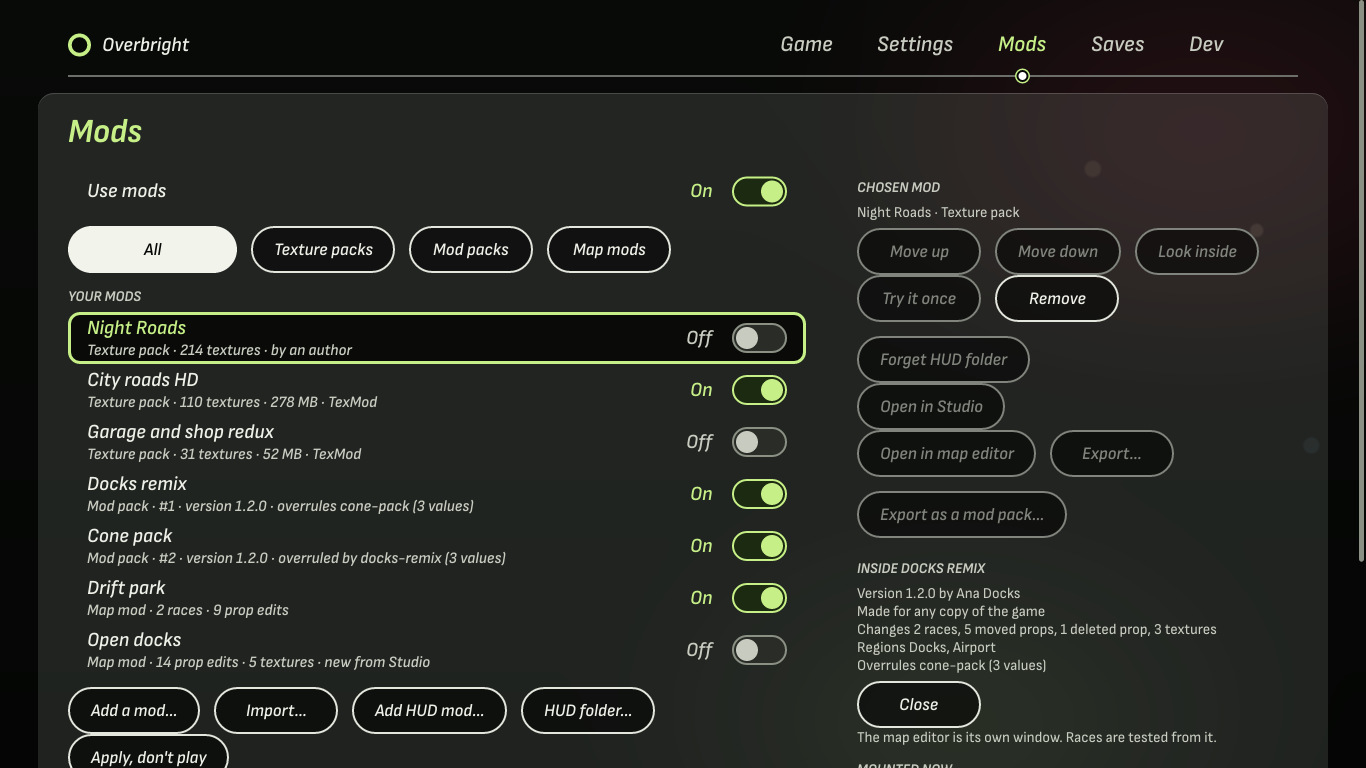 Overbright
Game Settings Mods Saves Dev
Mods
Use mods On
All Texture packs Mod packs Map mods
YOUR MODS
Night Roads Off
Texture pack · 214 textures · by an author
City roads HD On
Texture pack · 110 textures · 278 MB · TexMod
Garage and shop redux Off
Texture pack · 31 textures · 52 MB · TexMod
Docks remix On
Mod pack · #1 · version 1.2.0 · overrules cone-pack (3 values)
Cone pack On
Mod pack · #2 · version 1.2.0 · overruled by docks-remix (3 values)
Drift park On
Map mod · 2 races · 9 prop edits
Open docks Off
Map mod · 14 prop edits · 5 textures · new from Studio
Add a mod... Import... Add HUD mod... HUD folder...
Apply, don't play
CHOSEN MOD
Night Roads · Texture pack
Move up Move down Look inside
Try it once Remove
Forget HUD folder
Open in Studio
Open in map editor Export...
Export as a mod pack...
INSIDE DOCKS REMIX
Version 1.2.0 by Ana Docks
Made for any copy of the game
Changes 2 races, 5 moved props, 1 deleted prop, 3 textures
Regions Docks, Airport
Overrules cone-pack (3 values)
Close
The map editor is its own window. Races are tested from it.
MOUNTED NOW